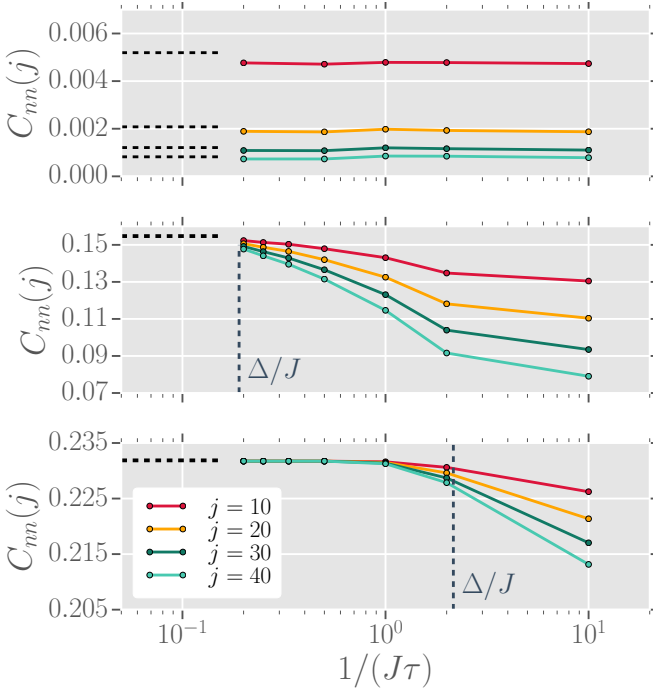 C_{nn}(j)
0.006
0.004
0.002
0.000
C_{nn}(j)
0.15
0.13
0.11
0.09
0.07
Δ/J
C_{nn}(j)
0.235
0.225
0.215
0.205
j = 10
j = 20
j = 30
j = 40
Δ/J
10^{-1}
10^{0}
10^{1}
1/(Jτ)